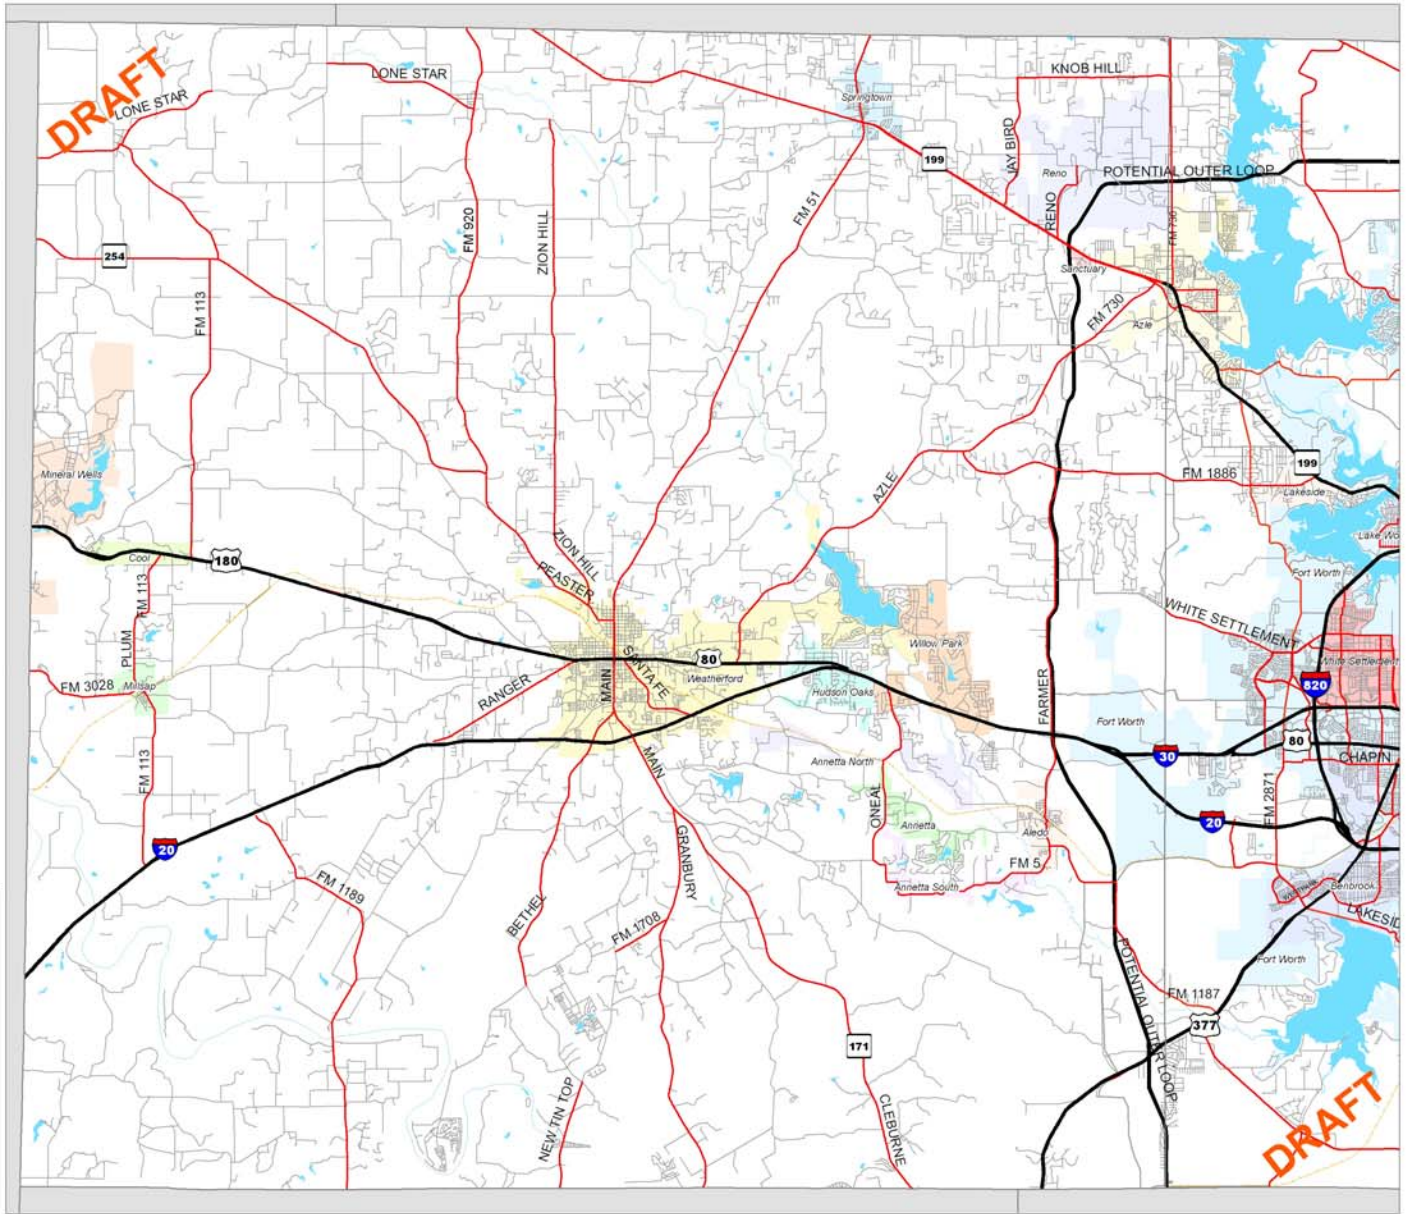 DRAFT
LONE STAR
LONE STAR
KNOB HILL
Springtown
199
JAY BIRD
Reno
RENO
POTENTIAL OUTER LOOP
FM 730
FM 920
ZION HILL
FM 51
254
Sanctuary
FM 113
FM 730
Azle
Mineral Wells
AZLE
FM 1886
199
Lakeside
Lake Wo
Cool
180
ZION HILL
PEASTER
Fort Worth
FM 113
WHITE SETTLEMENT
PLUM
Willow Park
White Settlement
SANTA FE
80
Weatherford
FM 3028
Millsap
RANGER
MAIN
Hudson Oaks
FARMER
820
Fort Worth
MAIN
Annetta North
30
80
CHAPIN
FM 113
ONEAL
FM 2871
Annetta
Aledo
20
20
GRANBURY
FM 5
Annetta South
FM 1189
Benbrook
LAKESID
BETHEL
FM 1708
Fort Worth
POTENTIAL OUTER LOOP
FM 1187
377
171
NEW TIN TOP
CLEBURNE
DRAFT